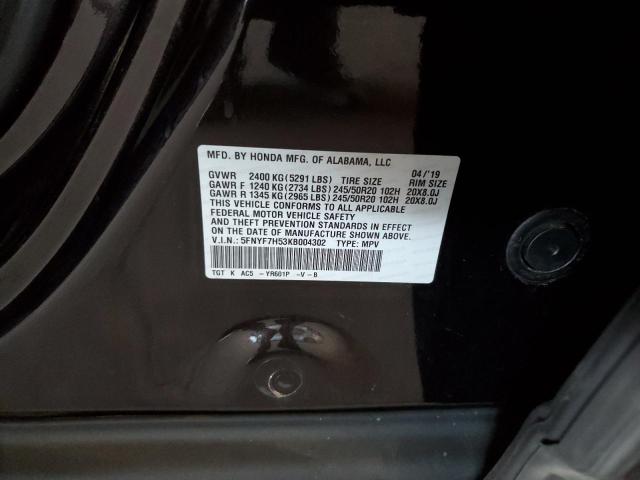 MFD. BY HONDA MFG. OF ALABAMA, LLC 04/'19
GVWR 2400 KG(5291 LBS) TIRE SIZE RIM SIZE
GAWR F 1240 KG(2734 LBS) 245/50R20 102H 20X8.0J
GAWR R 1345 KG(2965 LBS) 245/50R20 102H 20X8.0J
THIS VEHICLE CONFORMS TO ALL APPLICABLE
FEDERAL MOTOR VEHICLE SAFETY
AND THEFT PREVENTION STANDARDS IN EFFECT
ON THE DATE OF MANUFACTURE SHOWN ABOVE.
V.I.N.: 5FNYF7H53KB004302 TYPE: MPV
TGT K AC5 -YR601P -V-B